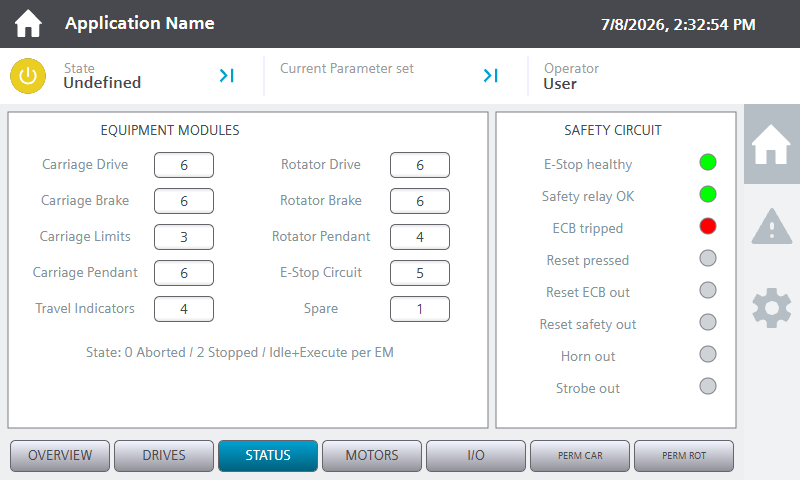 Application Name
7/8/2026, 2:32:54 PM
State
Undefined
Current Parameter set
Operator
User
EQUIPMENT MODULES
Carriage Drive 6 Rotator Drive 6
Carriage Brake 6 Rotator Brake 6
Carriage Limits 3 Rotator Pendant 4
Carriage Pendant 6 E-Stop Circuit 5
Travel Indicators 4 Spare 1
State: 0 Aborted / 2 Stopped / Idle+Execute per EM
SAFETY CIRCUIT
E-Stop healthy
Safety relay OK
ECB tripped
Reset pressed
Reset ECB out
Reset safety out
Horn out
Strobe out
OVERVIEW DRIVES STATUS MOTORS I/O PERM CAR PERM ROT